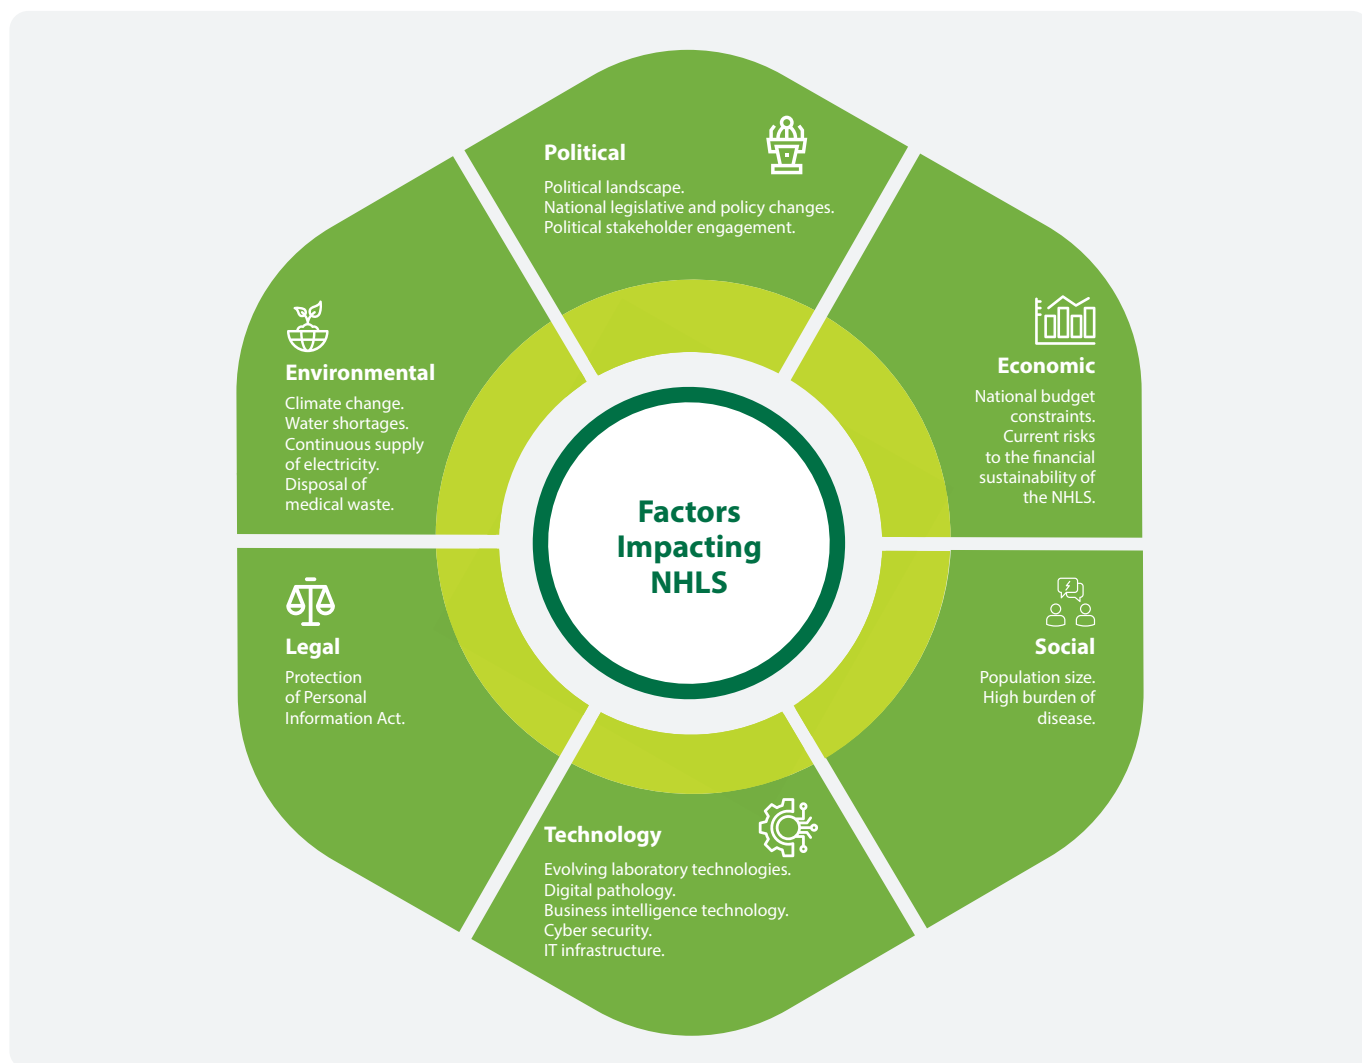 Political
Political landscape.
National legislative and policy changes.
Political stakeholder engagement.
Economic
National budget
constraints.
Current risks
to the financial
sustainability of
the NHLS.
Social
Population size.
High burden of
disease.
Technology
Evolving laboratory technologies.
Digital pathology.
Business intelligence technology.
Cyber security.
IT infrastructure.
Legal
Protection
of Personal
Information Act.
Environmental
Climate change.
Water shortages.
Continuous supply
of electricity.
Disposal of
medical waste.
Factors
Impacting
NHLS